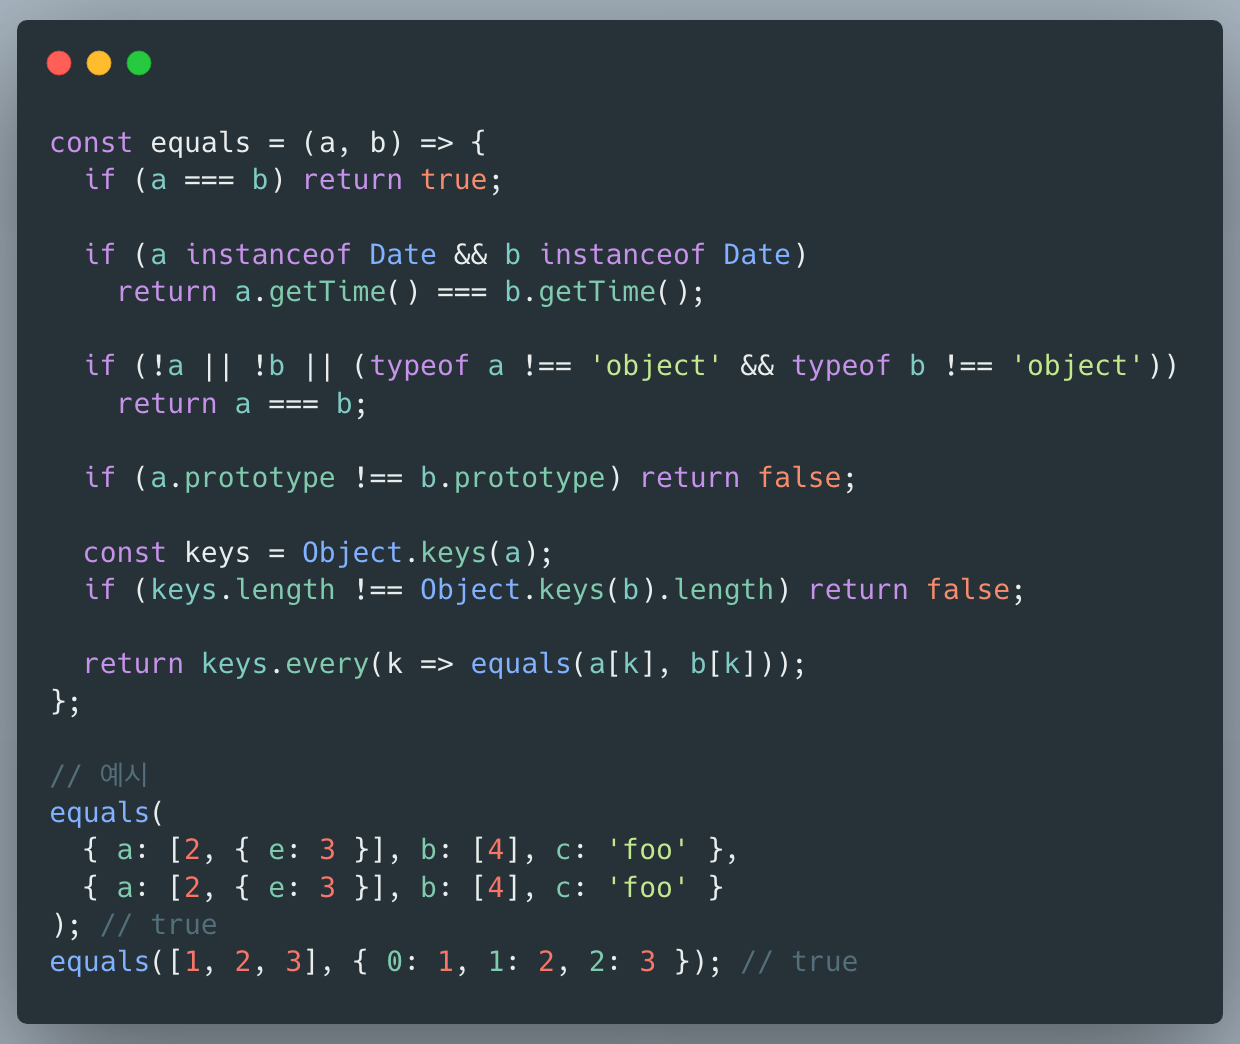 const equals = (a, b) => {
  if (a === b) return true;

  if (a instanceof Date && b instanceof Date)
    return a.getTime() === b.getTime();

  if (!a || !b || (typeof a !== 'object' && typeof b !== 'object'))
    return a === b;

  if (a.prototype !== b.prototype) return false;

  const keys = Object.keys(a);
  if (keys.length !== Object.keys(b).length) return false;

  return keys.every(k => equals(a[k], b[k]));
};

// 예시
equals(
  { a: [2, { e: 3 }], b: [4], c: 'foo' },
  { a: [2, { e: 3 }], b: [4], c: 'foo' }
); // true
equals([1, 2, 3], { 0: 1, 1: 2, 2: 3 }); // true